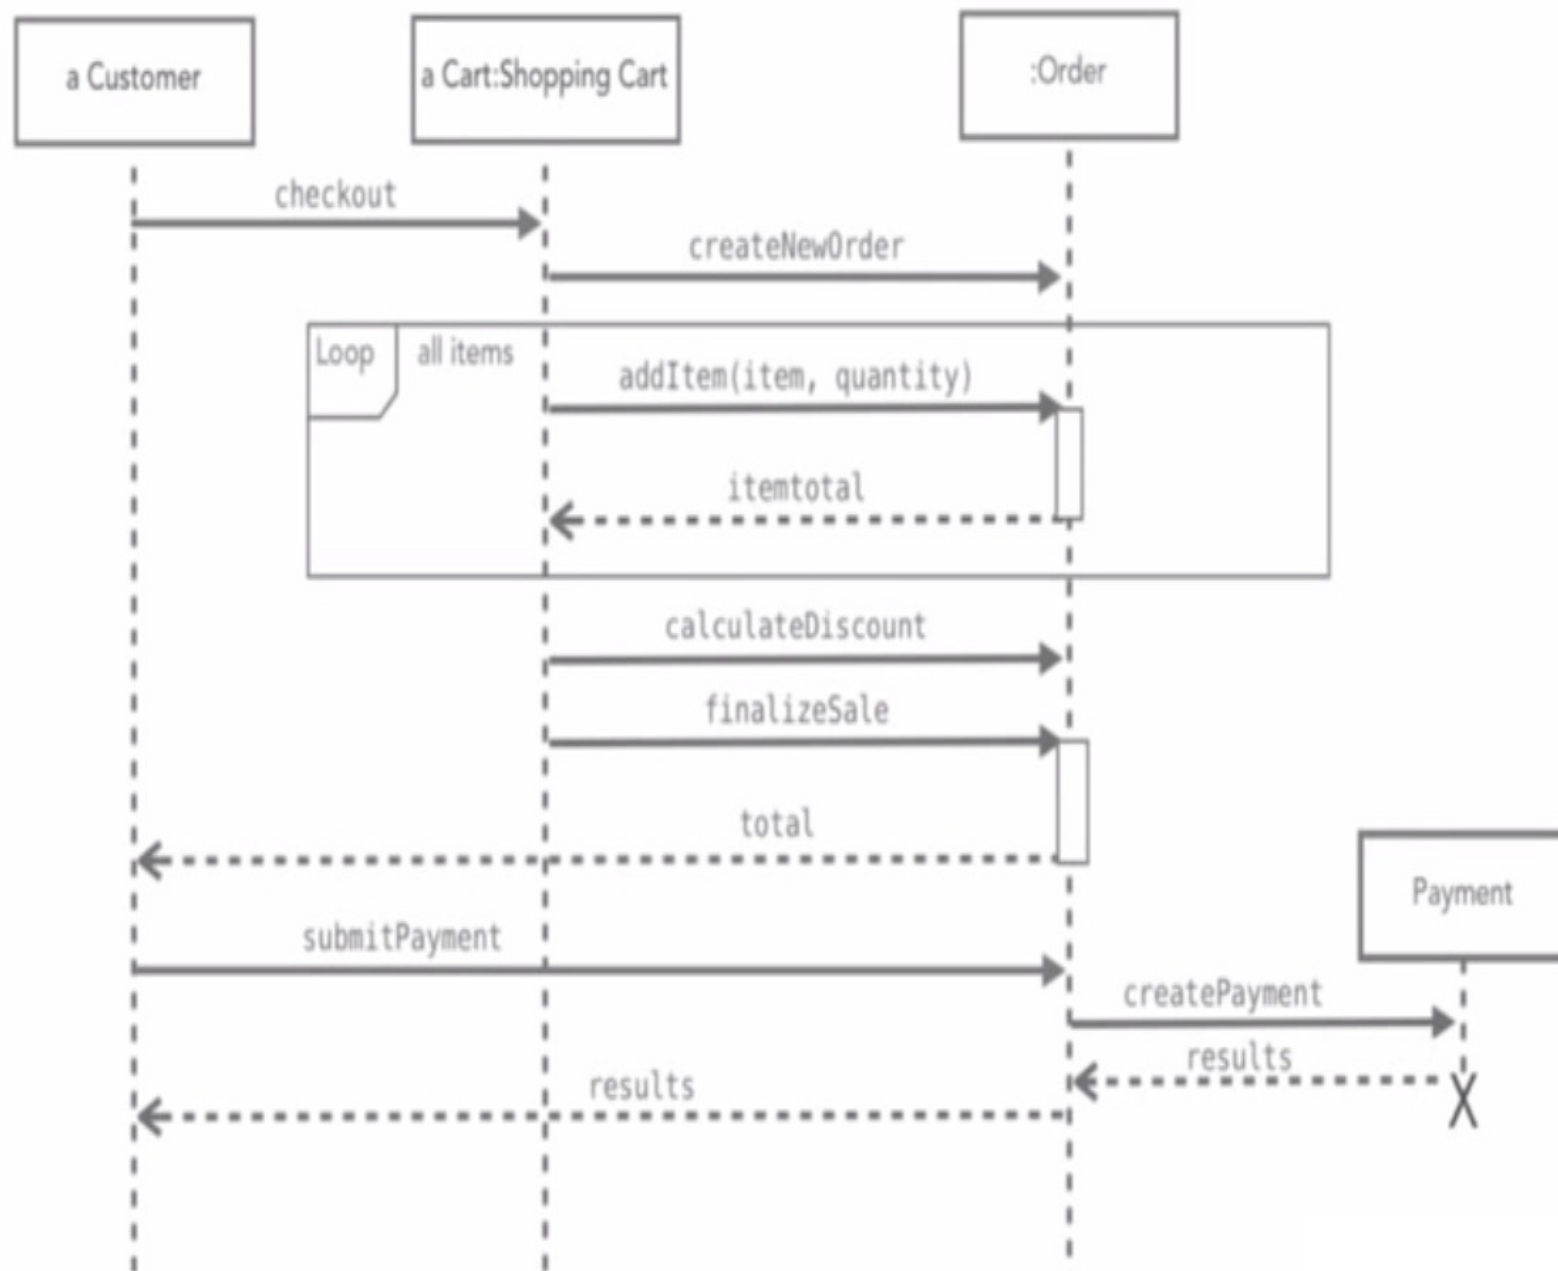 a Customer
a Cart:Shopping Cart
:Order
checkout
createNewOrder
Loop
all items
addItem(item, quantity)
itemtotal
calculateDiscount
finalizeSale
total
Payment
submitPayment
createPayment
results
results